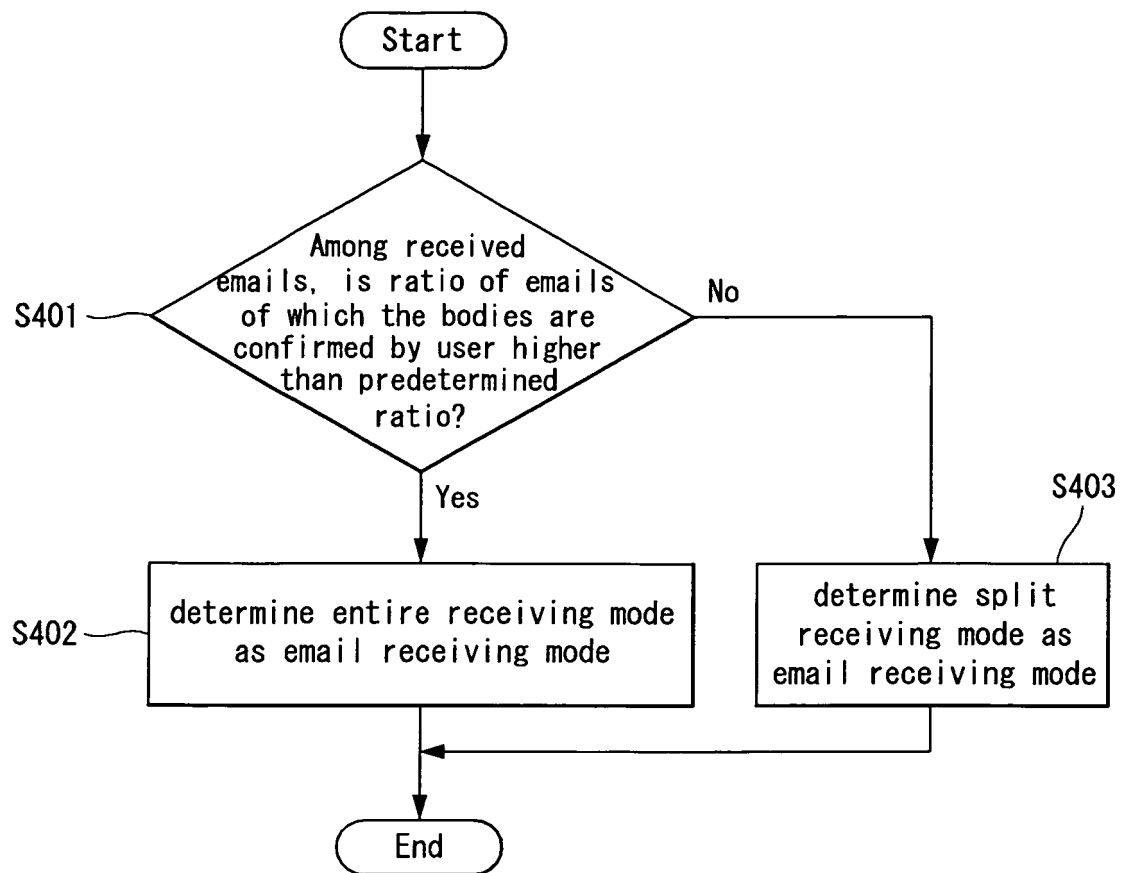 Start
Among received
emails, is ratio of emails
of which the bodies are
confirmed by user higher
than predetermined
ratio?
S401
No
Yes
S403
determine entire receiving mode
as email receiving mode
S402
determine split
receiving mode as
email receiving mode
End